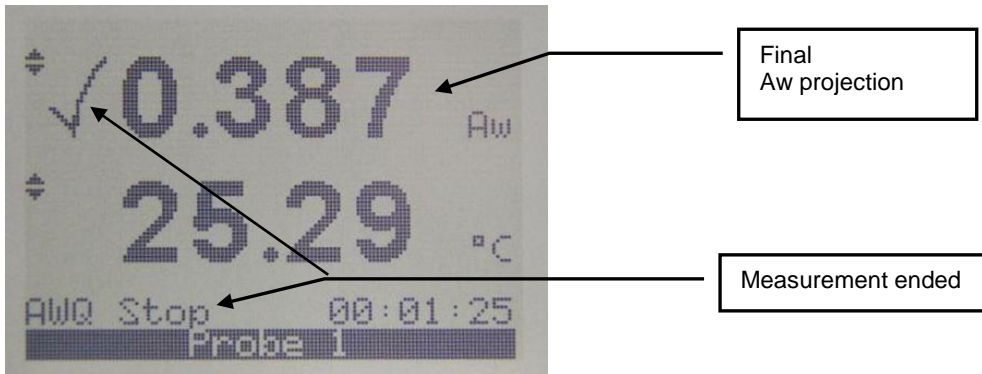 √0.387 Aw
25.29 °C
AWQ Stop 00:01:25
Probe 1
Final
Aw projection
Measurement ended